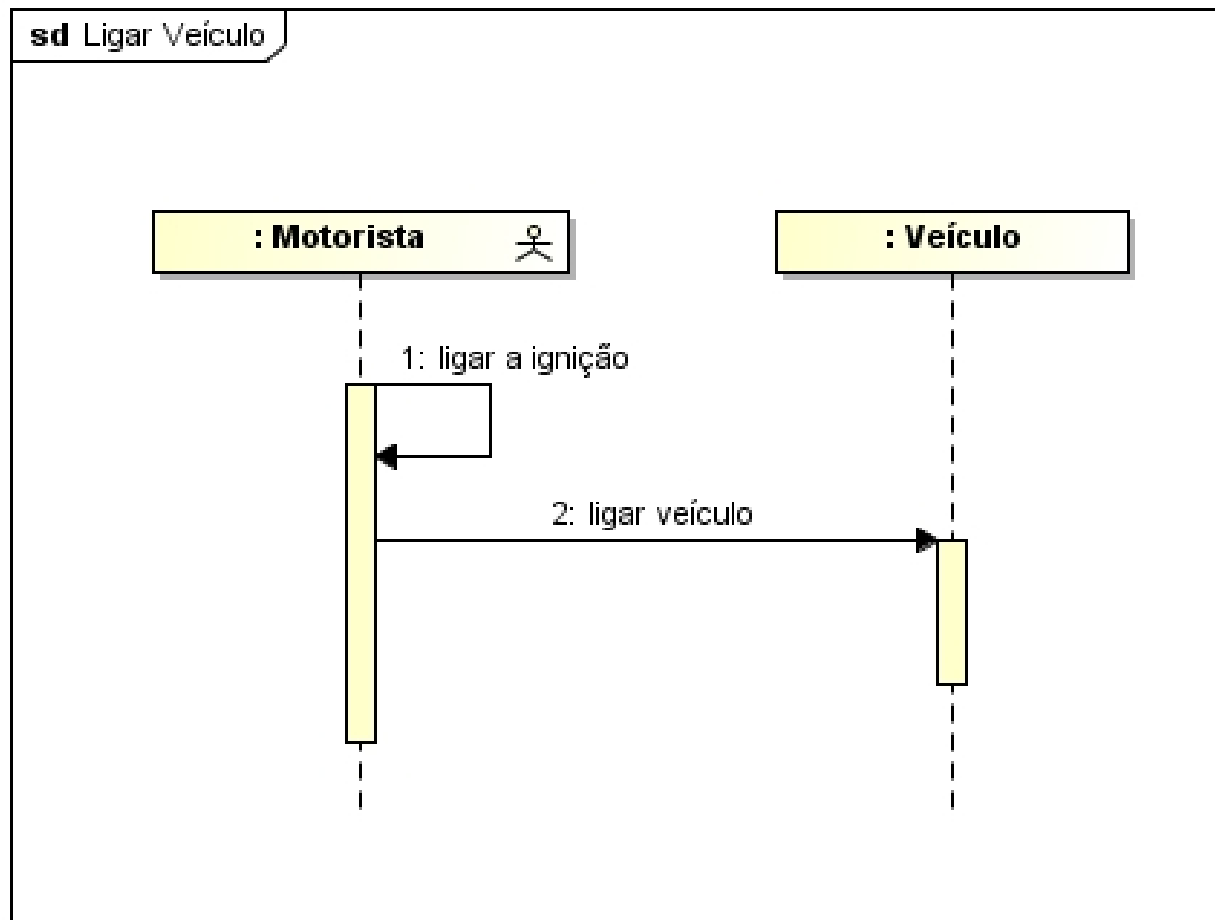 sd Ligar Veículo
: Motorista
: Veículo
1: ligar a ignição
2: ligar veículo